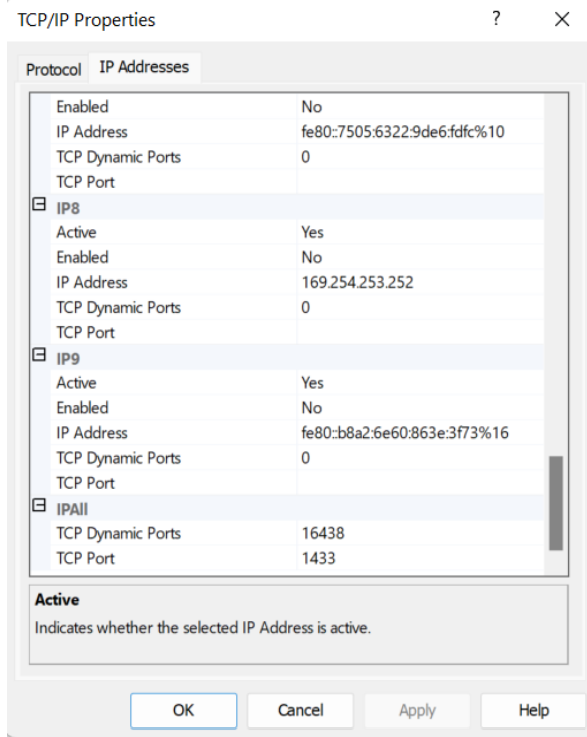 TCP/IP Properties ? ×
Protocol IP Addresses
Enabled No
IP Address fe80::7505:6322:9de6:fdfc%10
TCP Dynamic Ports 0
TCP Port
IP8
Active Yes
Enabled No
IP Address 169.254.253.252
TCP Dynamic Ports 0
TCP Port
IP9
Active Yes
Enabled No
IP Address fe80::b8a2:6e60:863e:3f73%16
TCP Dynamic Ports 0
TCP Port
IPAll
TCP Dynamic Ports 16438
TCP Port 1433
Active
Indicates whether the selected IP Address is active.
OK Cancel Apply Help